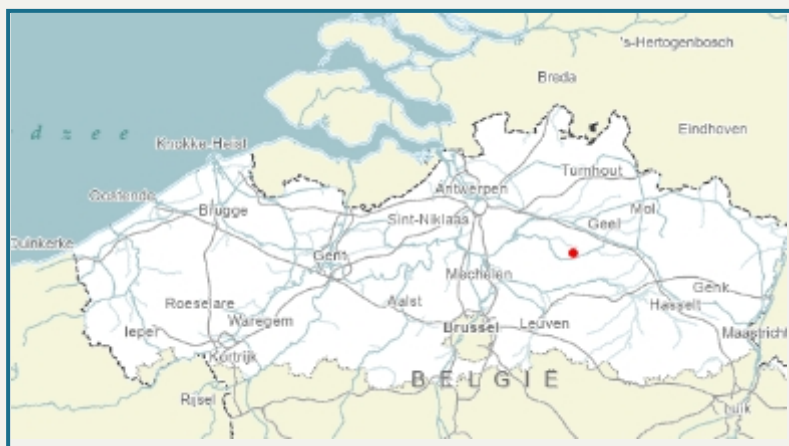 's-Hertogenbosch
Breda
d z e e
Eindhoven
Knokke-Heist
Turnhout
Antwerpen
Oostende
Mol
Brugge
Sint-Niklaas
Geel
Duinkerke
Gent
Mechelen
Genk
Roeselare
Aalst
Hasselt
Ieper
Waregem
Brussel
Leuven
Maastricht
Kortrijk
BELGIË
Rijsel
Luik